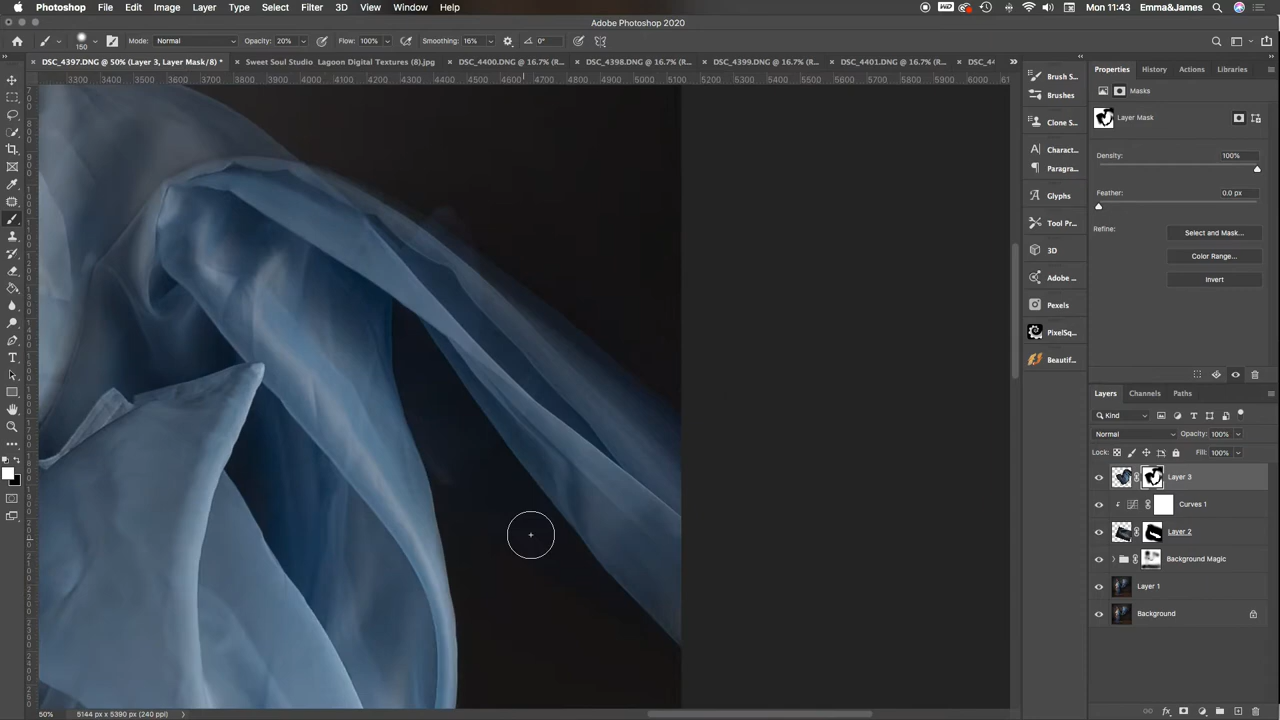 Photoshop File Edit Image Layer Type Select Filter 3D View Window Help Mon 11:43 Emma&James
Adobe Photoshop 2020
150 Mode: Normal Opacity: 20% Flow: 100% Smoothing: 16% 0°
DSC_4397.DNG @ 50% (Layer 3, Layer Mask/8) * Sweet Soul Studio Lagoon Digital Textures (8).jpg DSC_4400.DNG @ 16.7% (R... DSC_4398.DNG @ 16.7% (R... DSC_4399.DNG @ 16.7% (R... DSC_4401.DNG @ 16.7% (R... DSC_44
3300 3400 3500 3600 3700 3800 3900 4000 4100 4200 4300 4400 4500 4600 4700 4800 4900 5000 5100 5200 5300 5400 5500 5600 5700 5800 5900 6000 6100 6200 6300 6400 6500
Brush S...
Brushes
Clone S...
Charact...
Paragra...
Glyphs
Tool Pr...
3D
Adobe ...
Pexels
PixelSq...
Beautif...
Properties History Actions Libraries
Masks
Layer Mask
Density: 100%
Feather: 0.0 px
Refine: Select and Mask...
Color Range...
Invert
Layers Channels Paths
Kind
Normal Opacity: 100%
Lock: Fill: 100%
Layer 3
Curves 1
Layer 2
Background Magic
Layer 1
Background
50% 5144 px x 5390 px (240 ppi)